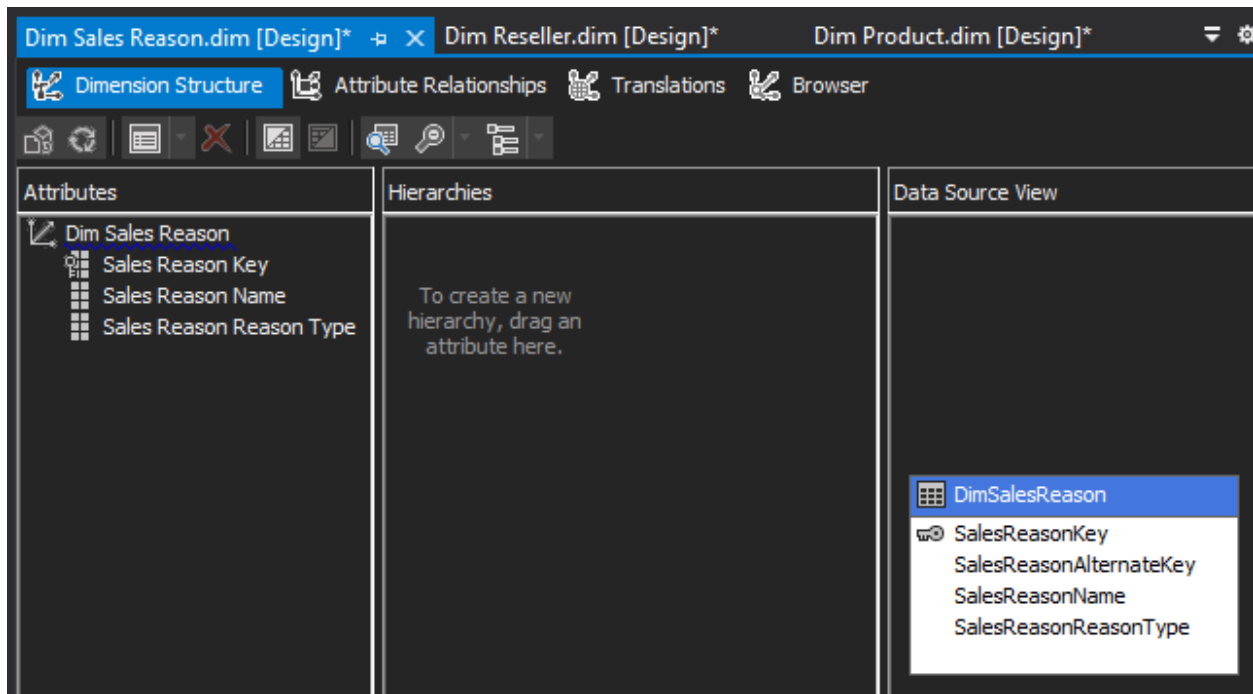 Dim Sales Reason.dim [Design]* Dim Reseller.dim [Design]* Dim Product.dim [Design]*
Dimension Structure Attribute Relationships Translations Browser
Attributes
Dim Sales Reason
Sales Reason Key
Sales Reason Name
Sales Reason Reason Type
Hierarchies
To create a new
hierarchy, drag an
attribute here.
Data Source View
DimSalesReason
SalesReasonKey
SalesReasonAlternateKey
SalesReasonName
SalesReasonReasonType